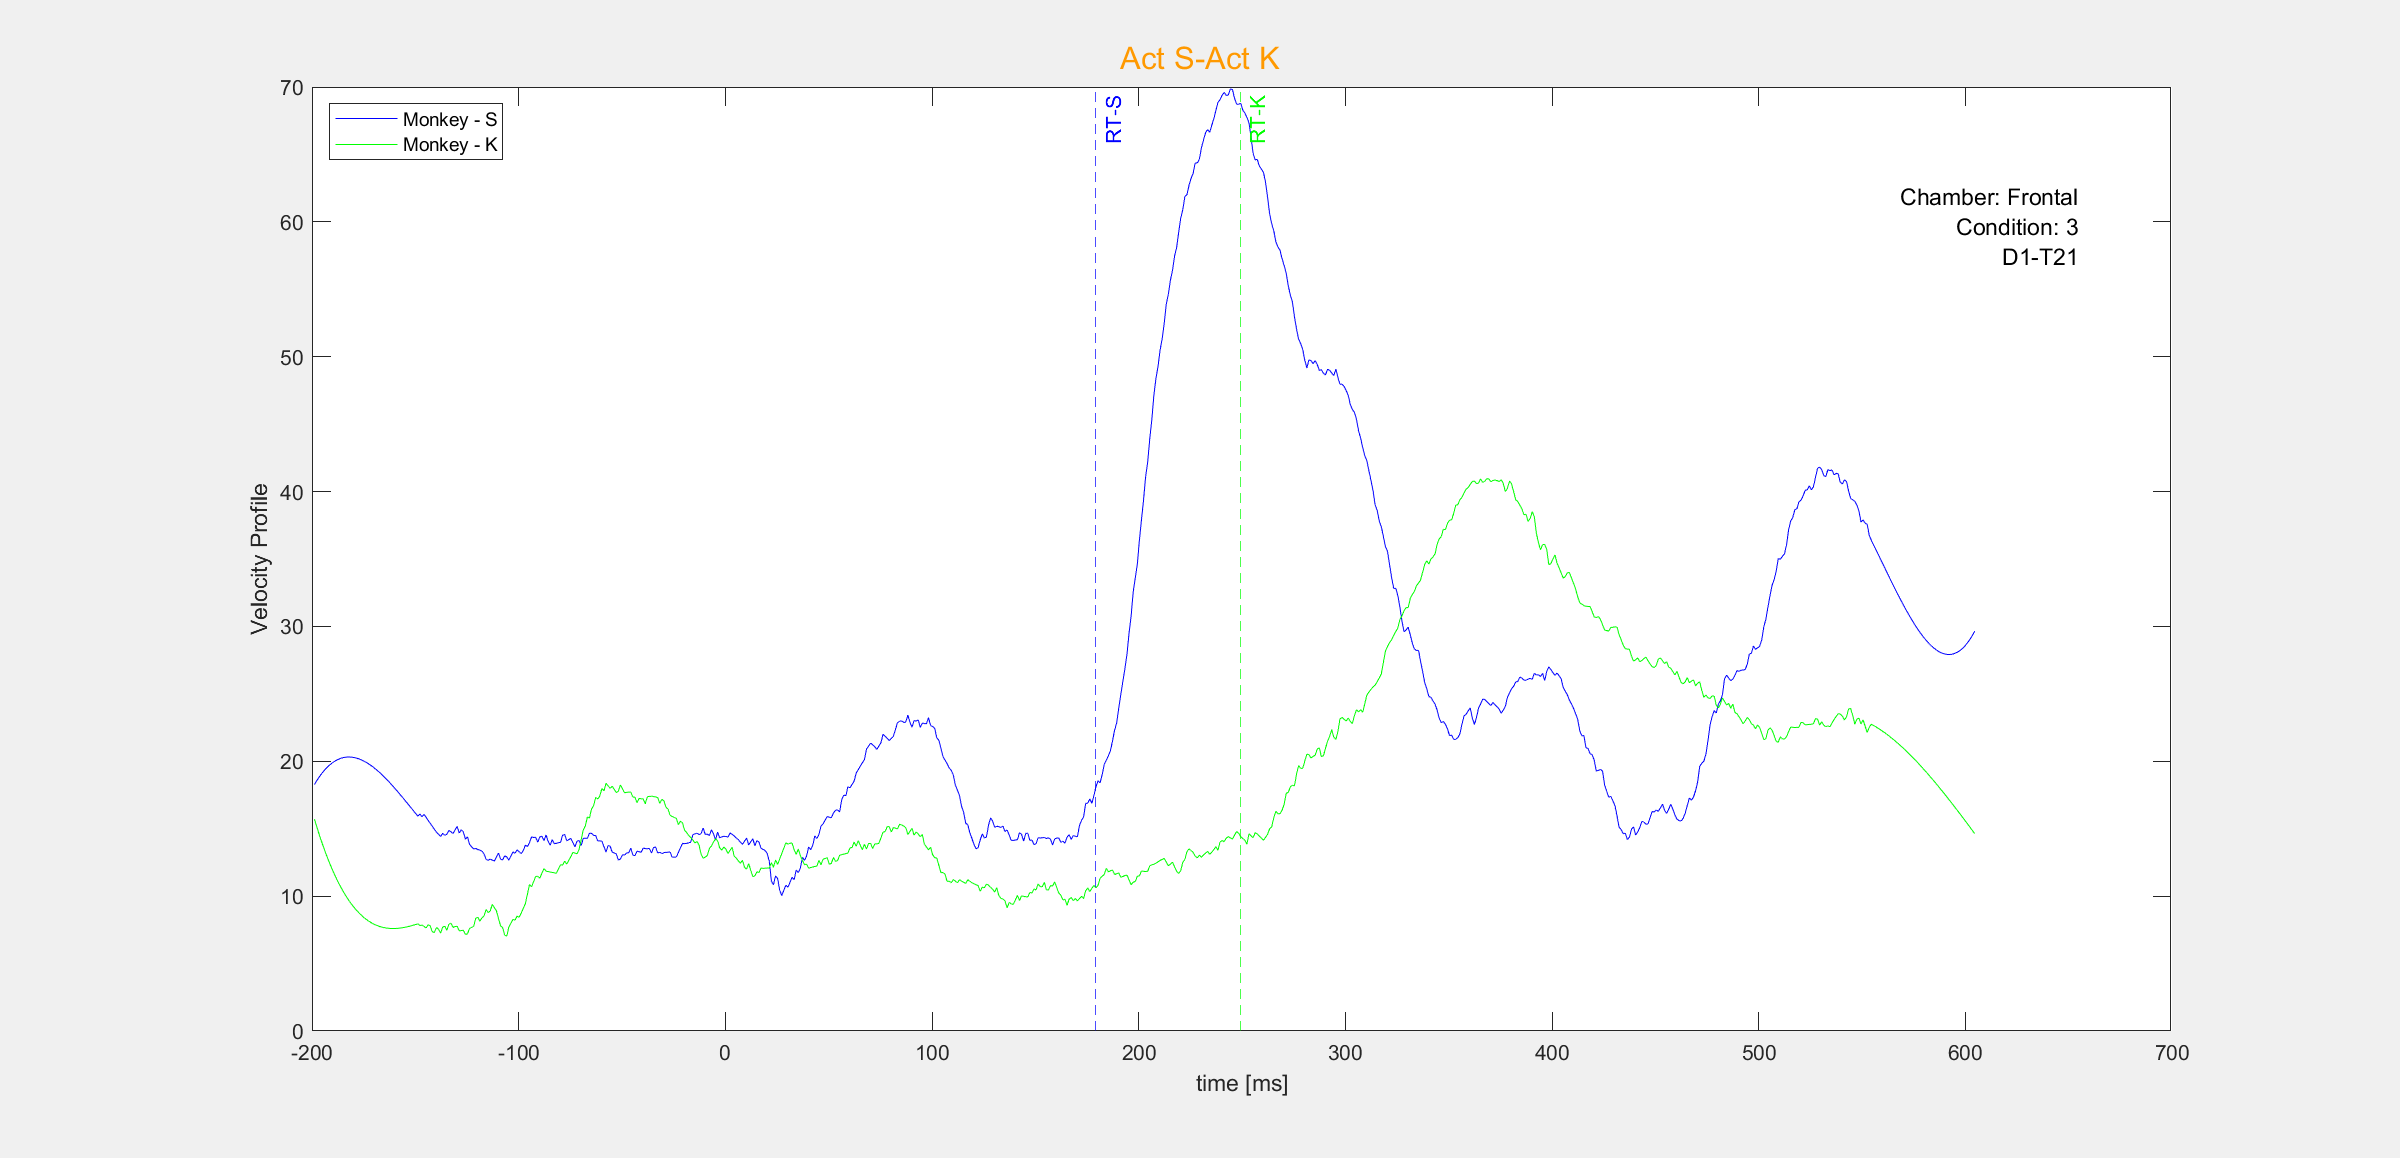 Act S-Act K
70
60
50
40
30
20
10
0
Velocity Profile
Monkey - S
Monkey - K
RT-S
RT-K
Chamber: Frontal
Condition: 3
D1-T21
-200 -100 0 100 200 300 400 500 600 700
time [ms]